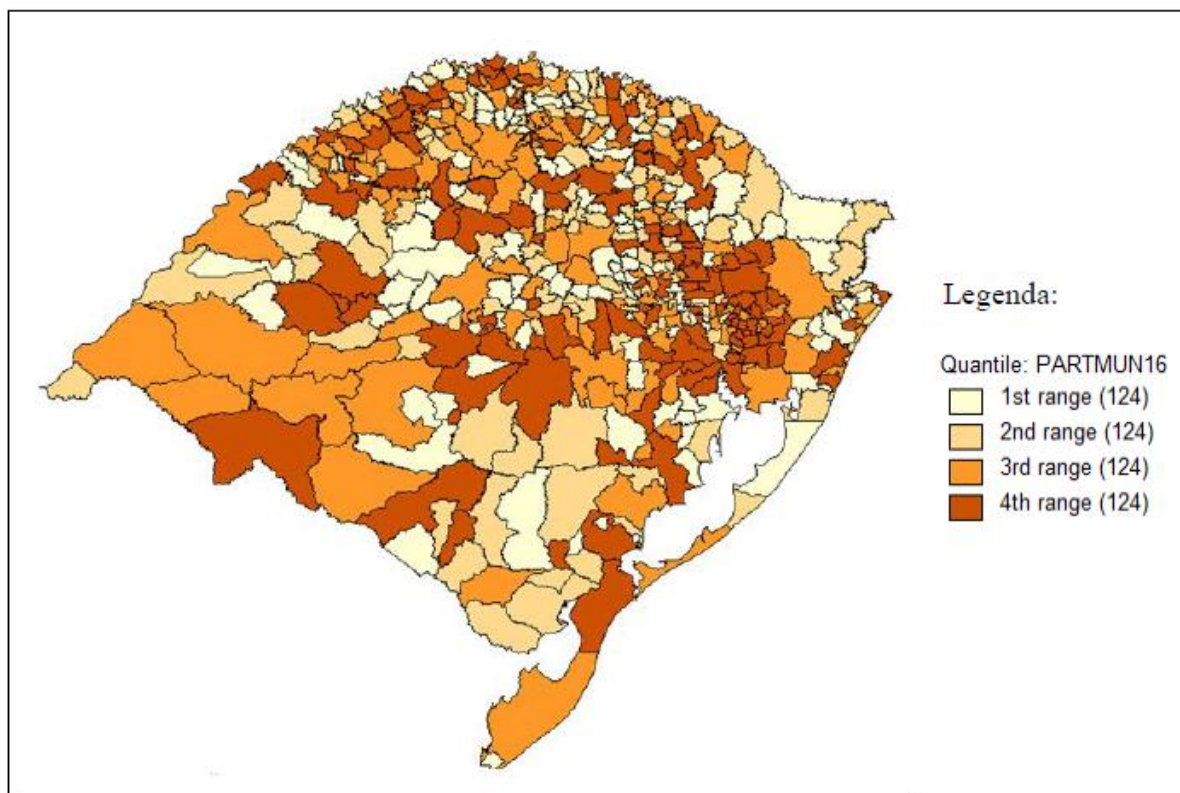 Legenda:
Quantile: PARTMUN16
1st range (124)
2nd range (124)
3rd range (124)
4th range (124)